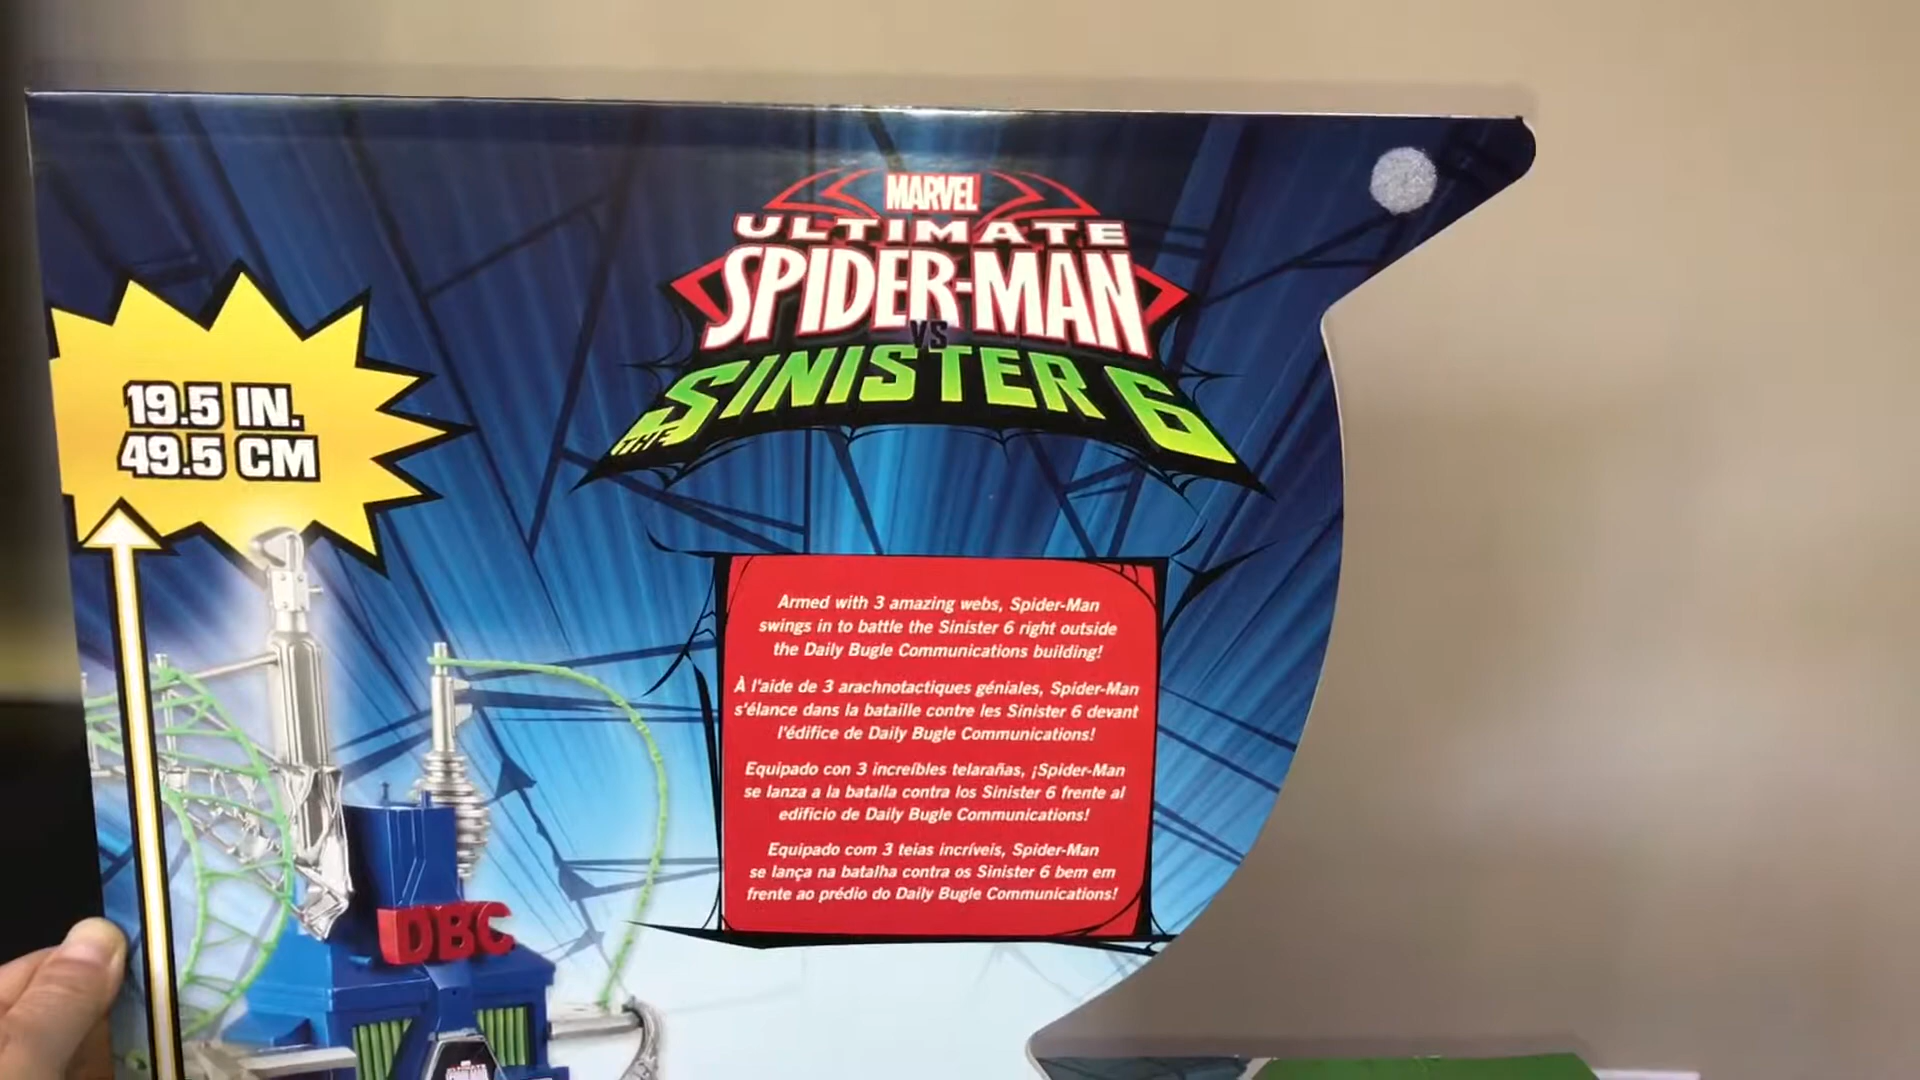 MARVEL
ULTIMATE
SPIDER-MAN
VS
THE SINISTER 6
19.5 IN.
49.5 CM
Armed with 3 amazing webs, Spider-Man
swings in to battle the Sinister 6 right outside
the Daily Bugle Communications building!
À l'aide de 3 arachnotactiques géniales, Spider-Man
s'élance dans la bataille contre les Sinister 6 devant
l'édifice de Daily Bugle Communications!
Equipado con 3 increíbles telarañas, ¡Spider-Man
se lanza a la batalla contra los Sinister 6 frente al
edificio de Daily Bugle Communications!
Equipado com 3 teias incríveis, Spider-Man
se lança na batalha contra os Sinister 6 bem em
frente ao prédio do Daily Bugle Communications!
DBC